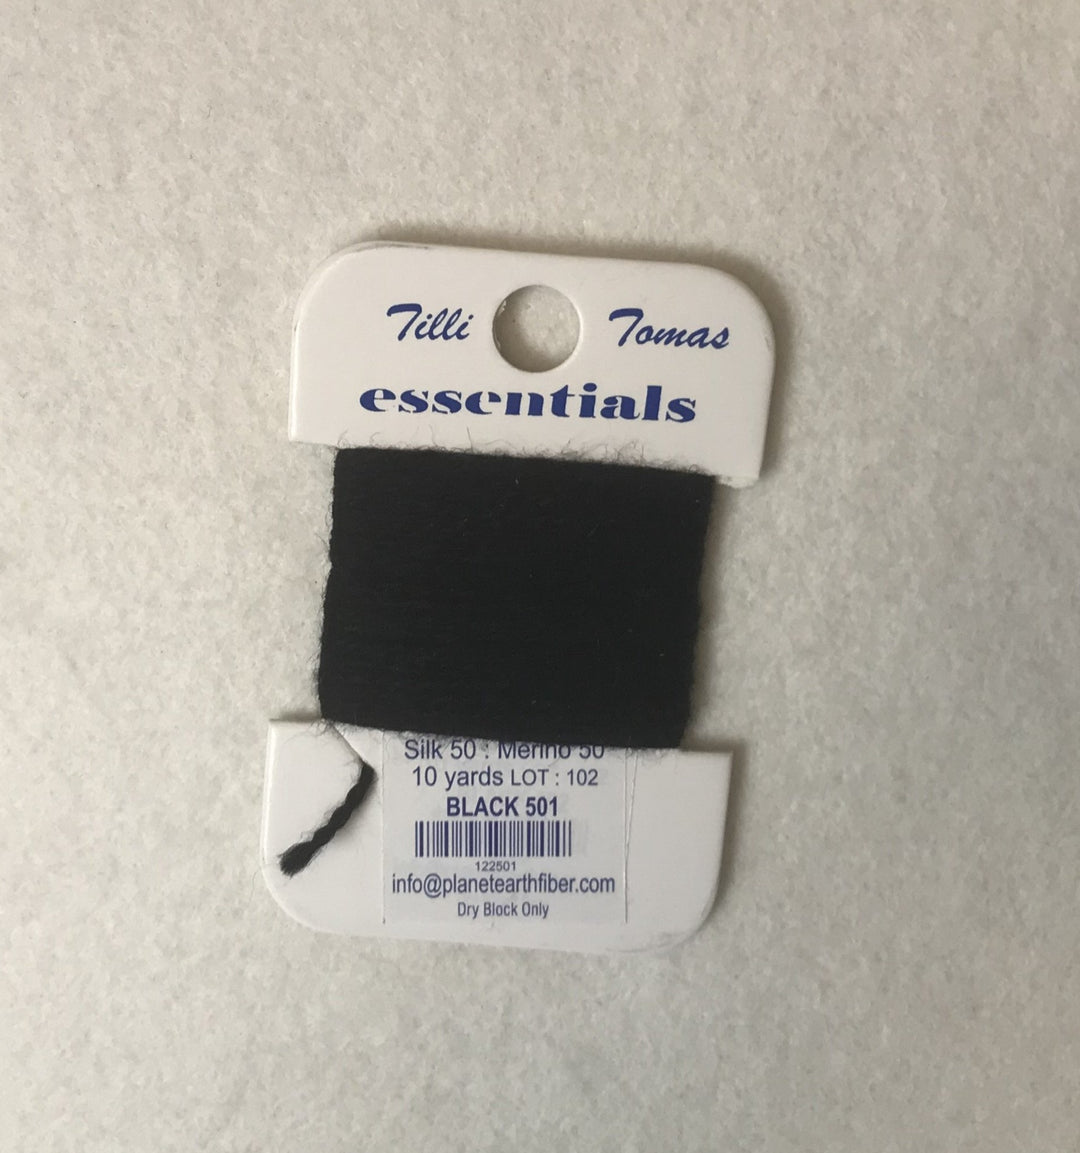 Tilli Tomas
essentials
Silk 50 : Merino 50
10 yards LOT : 102
BLACK 501
122501
info@planetearthfiber.com
Dry Block Only